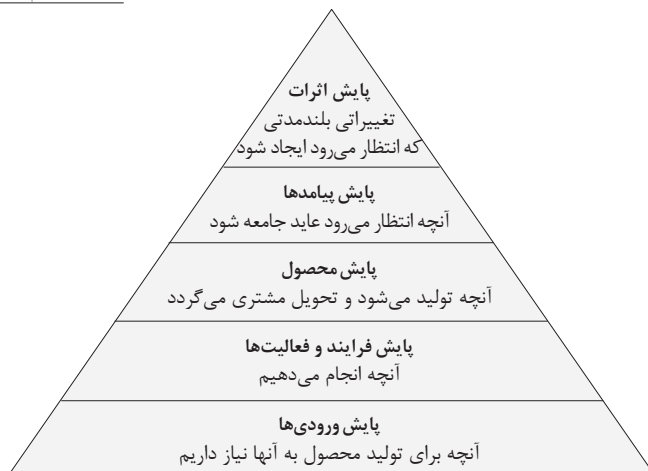 پایش اثرات
تغییراتی بلندمدتی
که انتظار می‌رود ایجاد شود
پایش پیامدها
آنچه انتظار می‌رود عاید جامعه شود
پایش محصول
آنچه تولید می‌شود و تحویل مشتری می‌گردد
پایش فرایند و فعالیت‌ها
آنچه انجام می‌دهیم
پایش ورودی‌ها
آنچه برای تولید محصول به آنها نیاز داریم